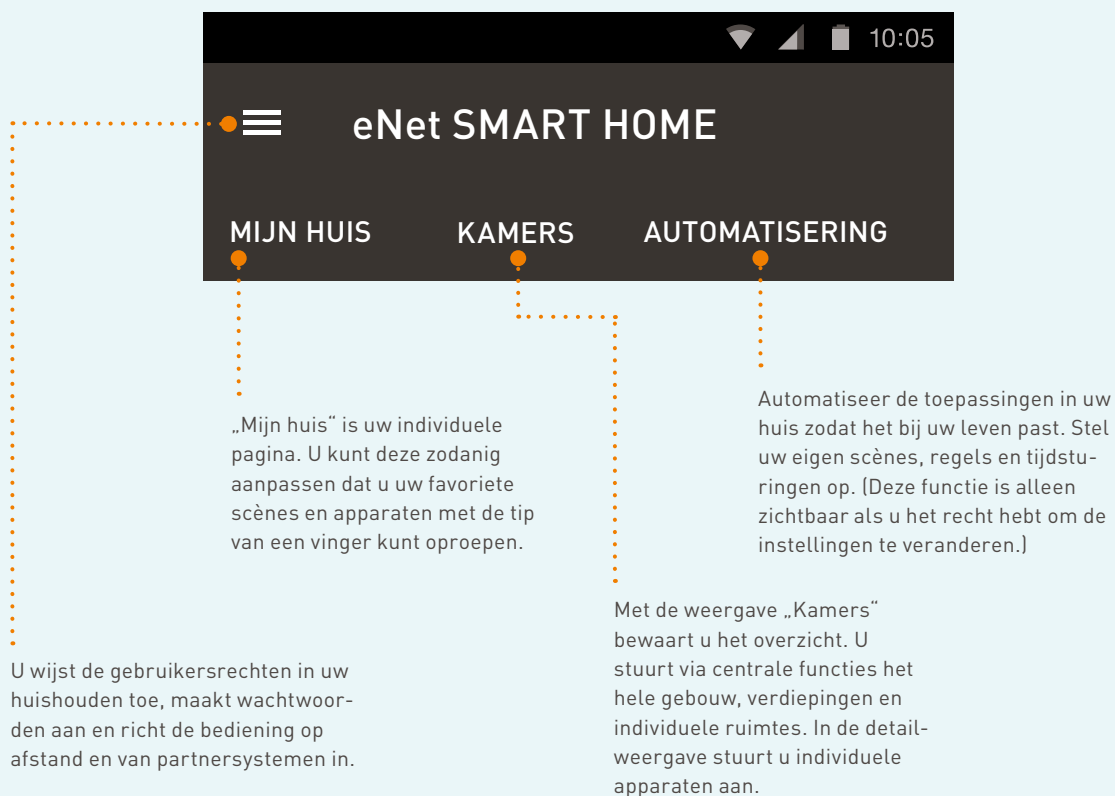 10:05
eNet SMART HOME
MIJN HUIS
KAMERS
AUTOMATISERING
„Mijn huis“ is uw individuele
pagina. U kunt deze zodanig
aanpassen dat u uw favoriete
scènes en apparaten met de tip
van een vinger kunt oproepen.
Automatiseer de toepassingen in uw
huis zodat het bij uw leven past. Stel
uw eigen scènes, regels en tijdstu-
ringen op. (Deze functie is alleen
zichtbaar als u het recht hebt om de
instellingen te veranderen.)
U wijst de gebruikersrechten in uw
huishouden toe, maakt wachtwoor-
den aan en richt de bediening op
afstand en van partnersystemen in.
Met de weergave „Kamers“
bewaart u het overzicht. U
stuurt via centrale functies het
hele gebouw, verdiepingen en
individuele ruimtes. In de detail-
weergave stuurt u individuele
apparaten aan.